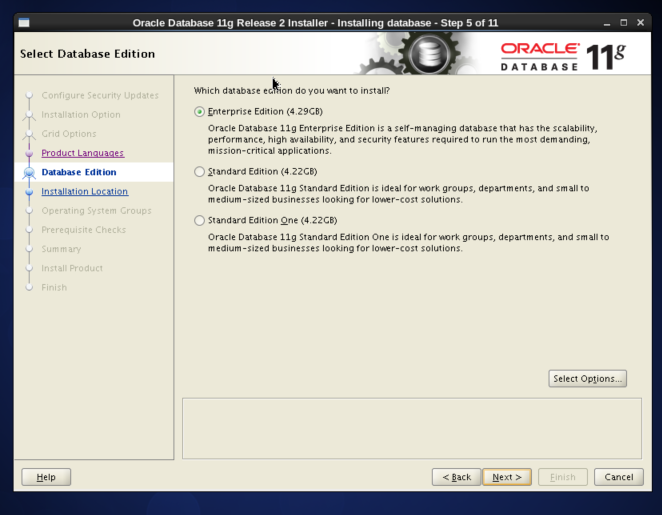 Oracle Database 11g Release 2 Installer - Installing database - Step 5 of 11
Select Database Edition
ORACLE
DATABASE
11g
Configure Security Updates
Installation Option
Grid Options
Product Languages
Database Edition
Installation Location
Operating System Groups
Prerequisite Checks
Summary
Install Product
Finish
Which database edition do you want to install?
Enterprise Edition (4.29GB)
Oracle Database 11g Enterprise Edition is a self-managing database that has the scalability,
performance, high availability, and security features required to run the most demanding,
mission-critical applications.
Standard Edition (4.22GB)
Oracle Database 11g Standard Edition is ideal for work groups, departments, and small to
medium-sized businesses looking for lower-cost solutions.
Standard Edition One (4.22GB)
Oracle Database 11g Standard Edition One is ideal for work groups, departments, and small to
medium-sized businesses looking for lower-cost solutions.
Select Options...
Help
< Back
Next >
Finish
Cancel